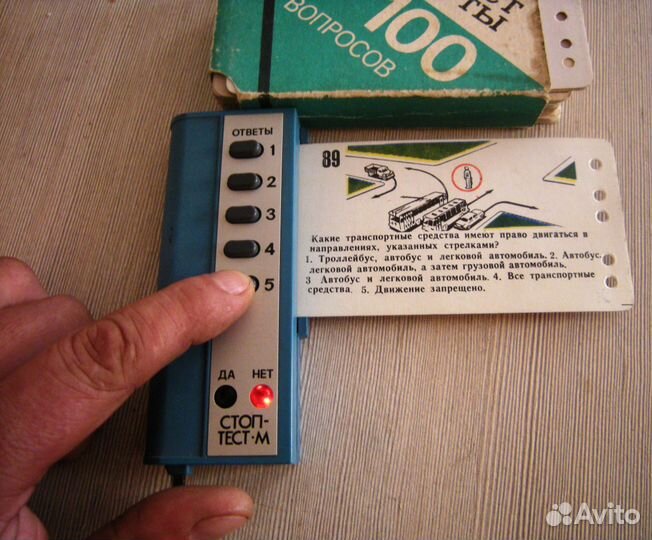 100
ВОПРОСОВ
ОТВЕТЫ
1
2
3
4
5
ДА НЕТ
СТОП-
ТЕСТ-М
89
Какие транспортные средства имеют право двигаться в
направлениях, указанных стрелками?
1. Троллейбус, автобус и легковой автомобиль. 2. Автобус,
легковой автомобиль, а затем грузовой автомобиль.
3 Автобус и легковой автомобиль. 4. Все транспортные
средства. 5. Движение запрещено.
Avito